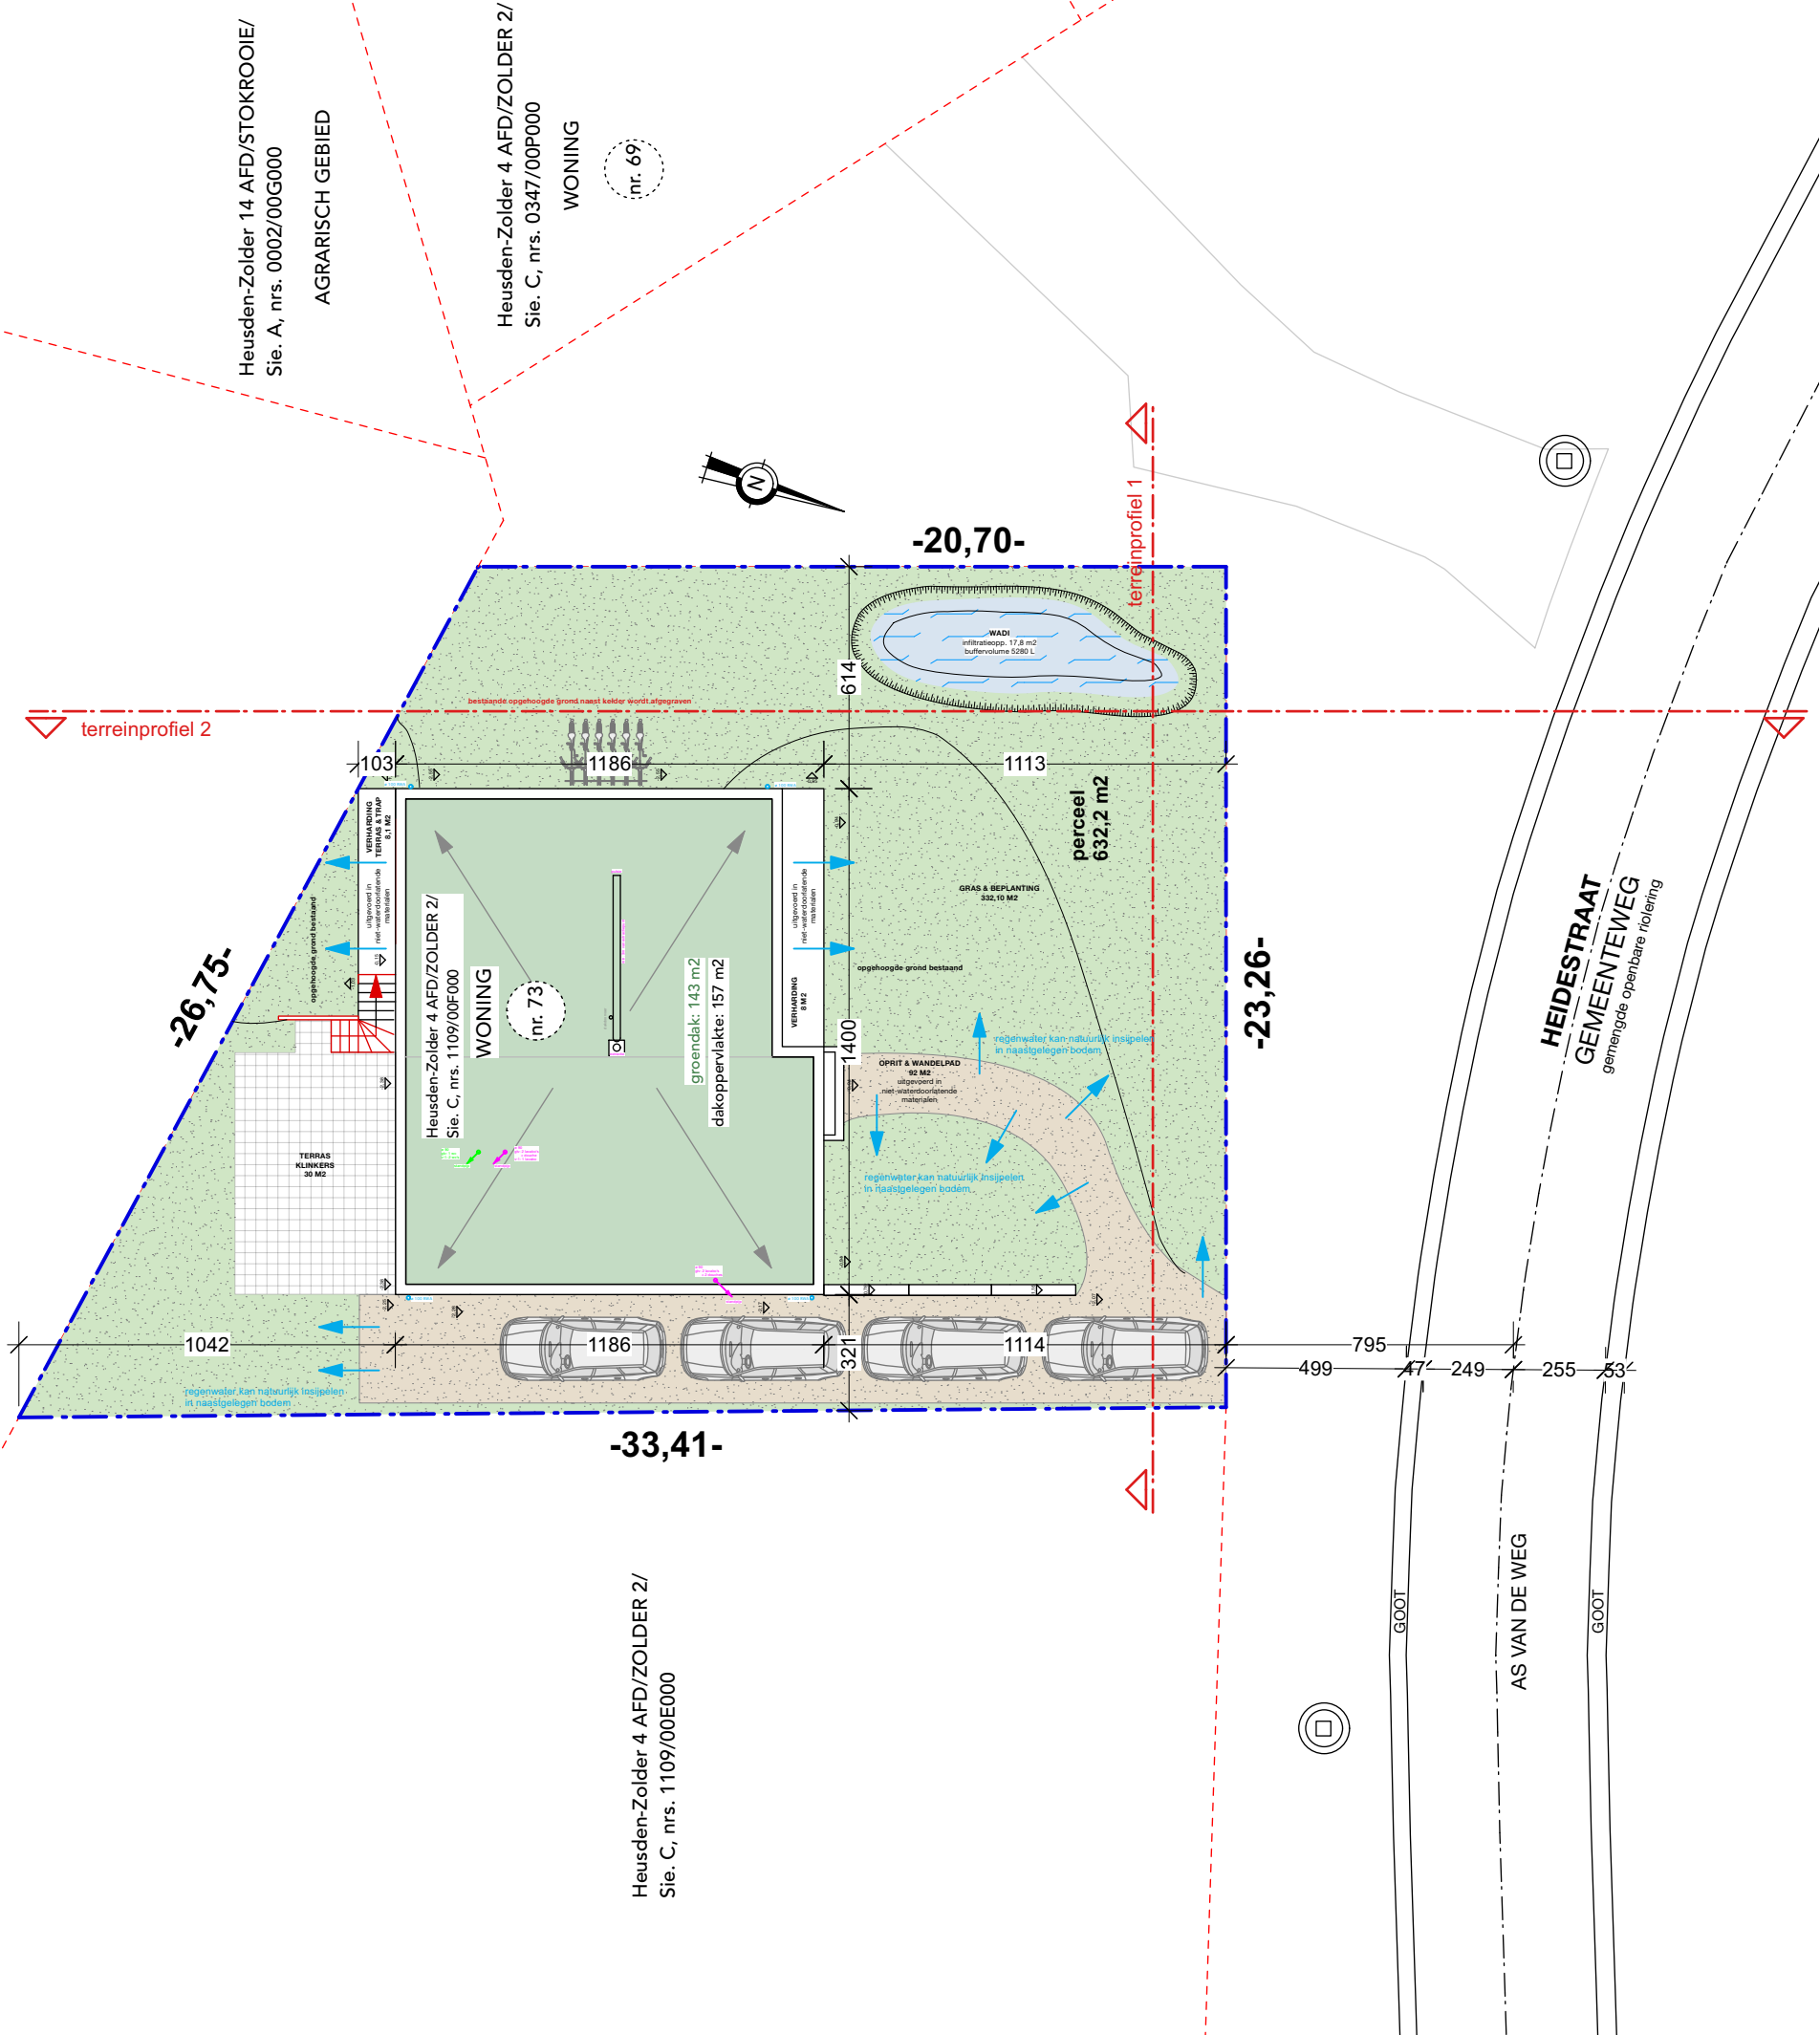 Heusden-Zolder 14 AFD/STOKROOIE/
Sie. A, nrs. 0002/00G000
AGRARISCH GEBIED
Heusden-Zolder 4 AFD/ZOLDER 2/
Sie. C, nrs. 0347/00P000
WONING
nr. 69
N
-20,70-
terreinprofiel 1
WADI
infiltratieopp. 17,8 m2
buffervolume 5280 L
614
bestaande opgehoogde grond naast kelder wordt afgegraven
terreinprofiel 2
103
1186
1113
perceel
632,2 m2
VERHARDING
TERRAS & TRAP
8,1 M2
uitgevoerd in
niet-waterdoorlatende
materialen
opgehoogde grond bestaand
Heusden-Zolder 4 AFD/ZOLDER 2/
Sie. C, nrs. 1109/00F000
WONING
nr. 73
groendak: 143 m2
dakoppervlakte: 157 m2
uitgevoerd in
niet-waterdoorlatende
materialen
VERHARDING
8 M2
GRAS & BEPLANTING
332,10 M2
opgehoogde grond bestaand
-26,75-
-23,26-
1400
regenwater kan natuurlijk insijpelen
in naastgelegen bodem
OPRIT & WANDELPAD
92 M2
uitgevoerd in
niet-waterdoorlatende
materialen
regenwater kan natuurlijk insijpelen
in naastgelegen bodem
TERRAS
KLINKERS
30 M2
HEIDESTRAAT
GEMEENTEWEG
gemengde openbare riolering
1042
1186
321
1114
795
499
47
249
255
53
regenwater kan natuurlijk insijpelen
in naastgelegen bodem
-33,41-
Heusden-Zolder 4 AFD/ZOLDER 2/
Sie. C, nrs. 1109/00E000
GOOT
AS VAN DE WEG
GOOT